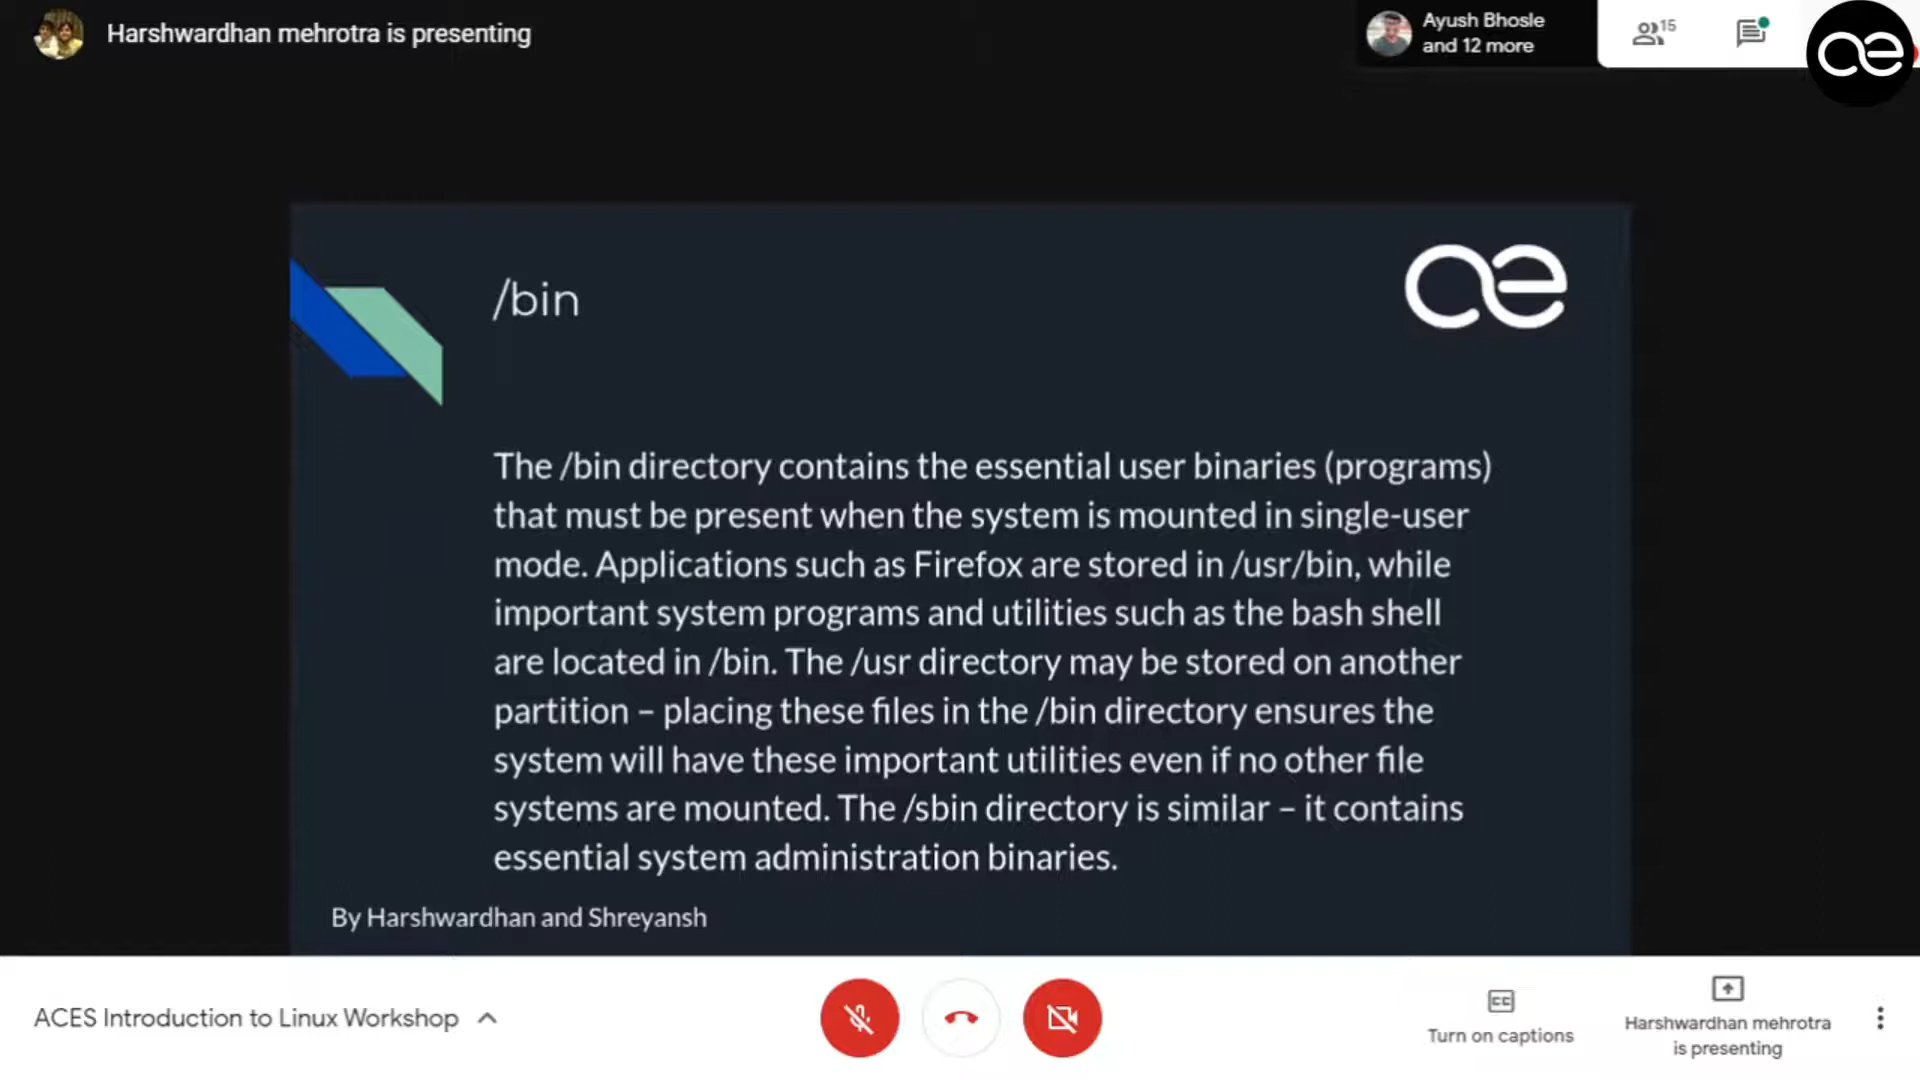 Harshwardhan mehrotra is presenting
Ayush Bhosle
and 12 more
15
/bin
The /bin directory contains the essential user binaries (programs)
that must be present when the system is mounted in single-user
mode. Applications such as Firefox are stored in /usr/bin, while
important system programs and utilities such as the bash shell
are located in /bin. The /usr directory may be stored on another
partition – placing these files in the /bin directory ensures the
system will have these important utilities even if no other file
systems are mounted. The /sbin directory is similar – it contains
essential system administration binaries.
By Harshwardhan and Shreyansh
ACES Introduction to Linux Workshop
CC
Turn on captions
Harshwardhan mehrotra
is presenting